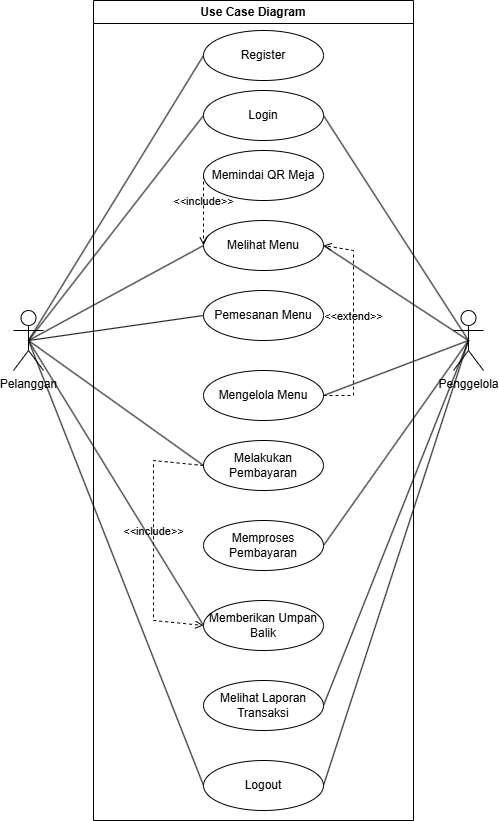 Use Case Diagram
Register
Login
Memindai QR Meja
<<include>>
Melihat Menu
Pemesanan Menu
<<extend>>
Pelanggan
Penggelola
Mengelola Menu
Melakukan
Pembayaran
<<include>>
Memproses
Pembayaran
Memberikan Umpan
Balik
Melihat Laporan
Transaksi
Logout